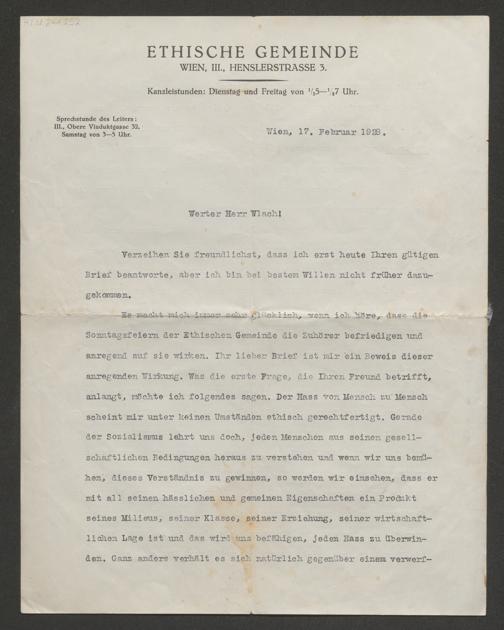 ETHISCHE GEMEINDE
WIEN, III., HENSLERSTRASSE 3.
Kanzleistunden: Dienstag und Freitag von 1/25—1/47 Uhr.
Sprechstunde des Leiters:
III., Obere Viaduktgasse 32,
Samstag von 3—5 Uhr.
Wien, 17. Februar 1928.
Werter Herr Wlach!
Verzeihen Sie freundlichst, dass ich erst heute Ihren gütigen
Brief beantworte, aber ich bin bei bestem Willen nicht früher dazu-
gekommen.
Es macht mich immer sehr glücklich, wenn ich höre, dass die
Sonntagsfeiern der Ethischen Gemeinde die Zuhörer befriedigen und
anregend auf sie wirken. Ihr lieber Brief ist mir ein Beweis dieser
anregenden Wirkung. Was die erste Frage, die Ihren Freund betrifft,
anlangt, möchte ich folgendes sagen. Der Hass von Mensch zu Mensch
scheint mir unter keinen Umständen ethisch gerechtfertigt. Gerade
der Sozialismus lehrt uns doch, jeden Menschen aus seinen gesell-
schaftlichen Bedingungen heraus zu verstehen und wenn wir uns bemü-
hen, dieses Verständnis zu gewinnen, so werden wir einsehen, dass er
mit all seinen hässlichen und gemeinen Eigenschaften ein Produkt
seines Milieus, seiner Klasse, seiner Erziehung, seiner wirtschaft-
lichen Lage ist und das wird uns befähigen, jeden Hass zu überwin-
den. Ganz anders verhält es sich natürlich gegenüber einem verwerf-